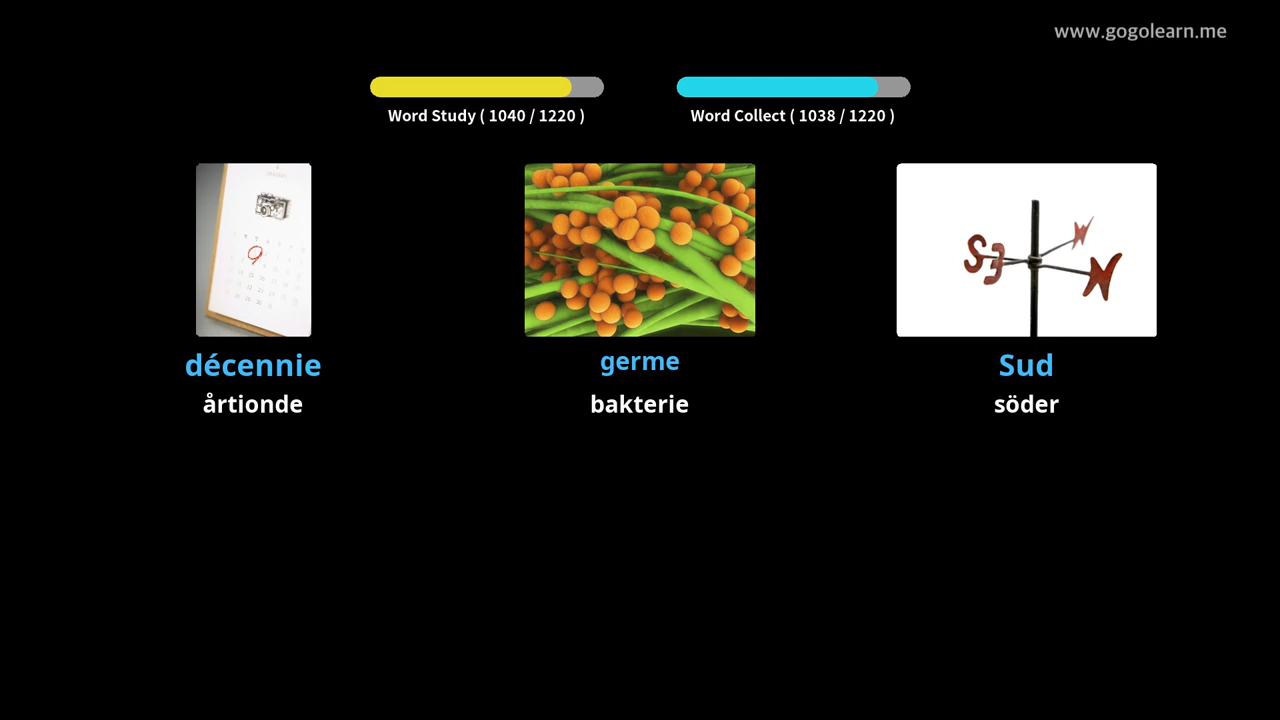 www.gogolearn.me
Word Study ( 1040 / 1220 )
Word Collect ( 1038 / 1220 )
décennie
germe
Sud
årtionde
bakterie
söder